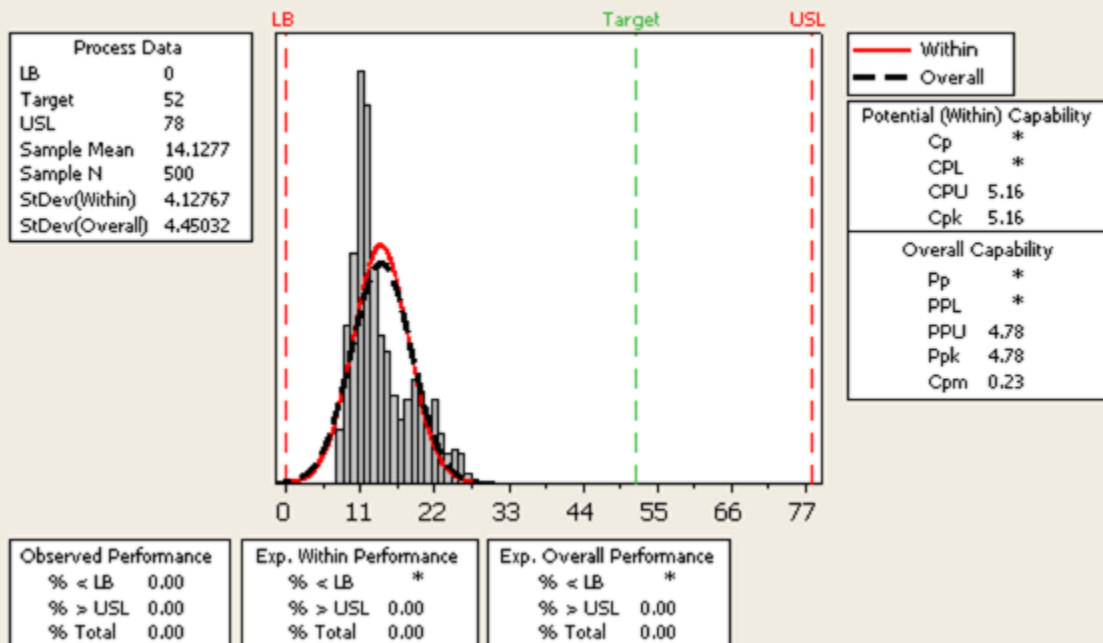 LB Target USL
Process Data
LB 0
Target 52
USL 78
Sample Mean 14.1277
Sample N 500
StDev(Within) 4.12767
StDev(Overall) 4.45032
Within
Overall
Potential (Within) Capability
Cp *
CPL *
CPU 5.16
Cpk 5.16
Overall Capability
Pp *
PPL *
PPU 4.78
Ppk 4.78
Cpm 0.23
0 11 22 33 44 55 66 77
Observed Performance
% < LB 0.00
% > USL 0.00
% Total 0.00
Exp. Within Performance
% < LB *
% > USL 0.00
% Total 0.00
Exp. Overall Performance
% < LB *
% > USL 0.00
% Total 0.00